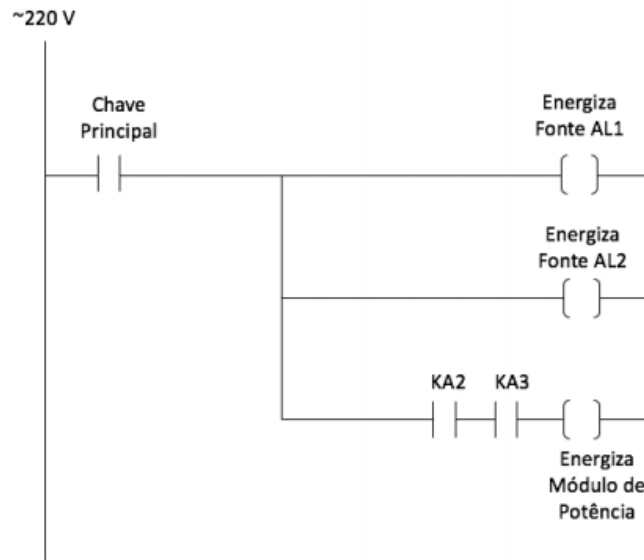 ~220 V
Chave
Principal
Energiza
Fonte AL1
Energiza
Fonte AL2
KA2
KA3
Energiza
Módulo de
Potência